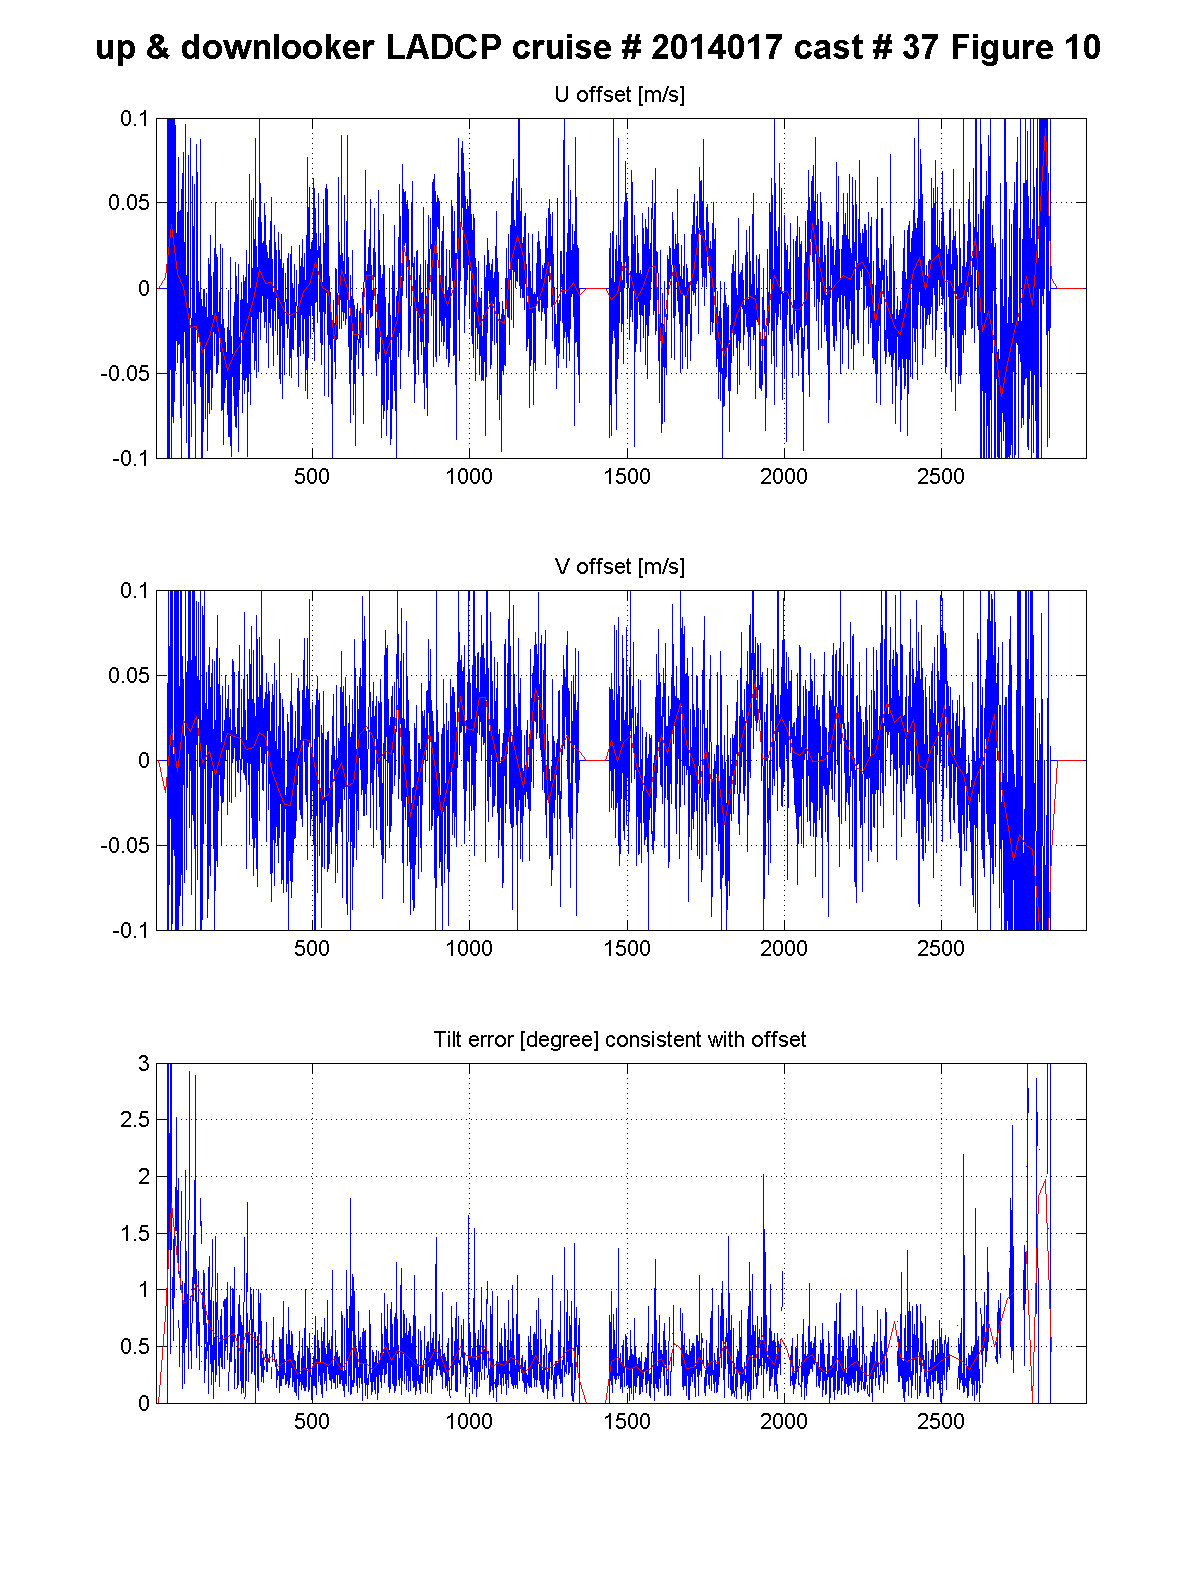 up & downlooker LADCP cruise # 2014017 cast # 37 Figure 10
U offset [m/s]
0.1
0.05
0
-0.05
-0.1
500 1000 1500 2000 2500
V offset [m/s]
0.1
0.05
0
-0.05
-0.1
500 1000 1500 2000 2500
Tilt error [degree] consistent with offset
3
2.5
2
1.5
1
0.5
0
500 1000 1500 2000 2500